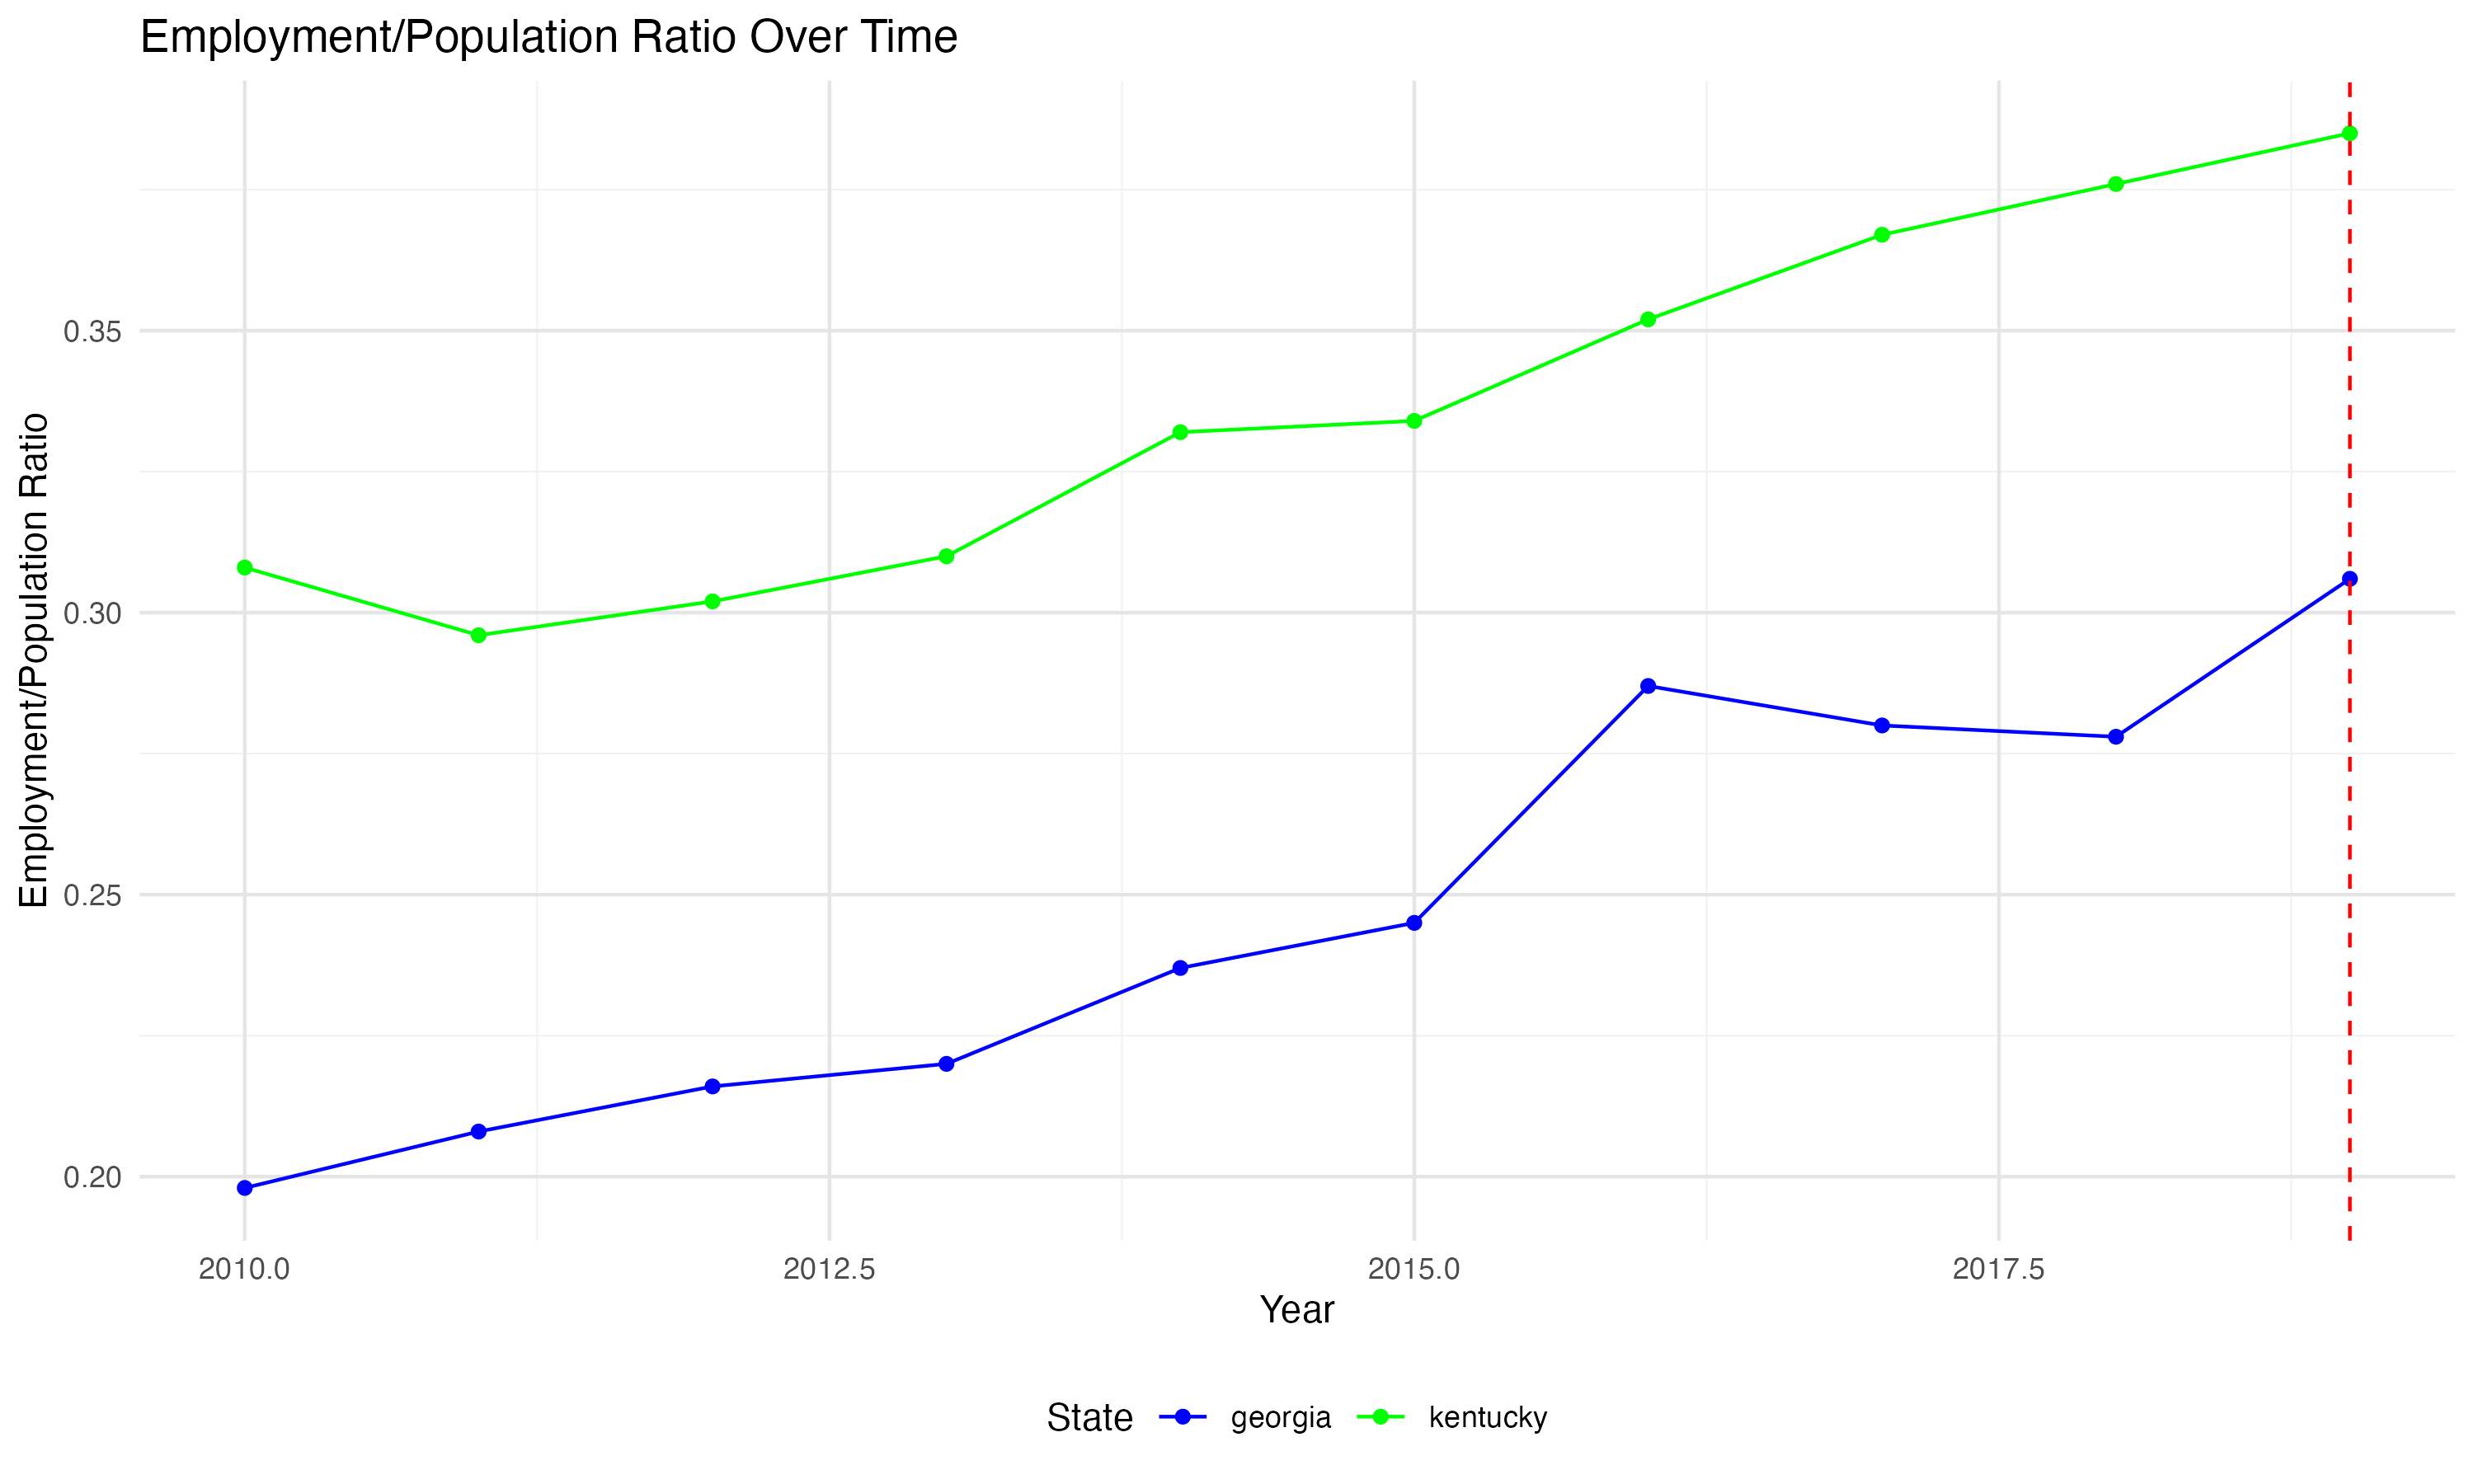 Employment/Population Ratio Over Time
Employment/Population Ratio
0.35
0.30
0.25
0.20
2010.0 2012.5 2015.0 2017.5
Year
State georgia kentucky